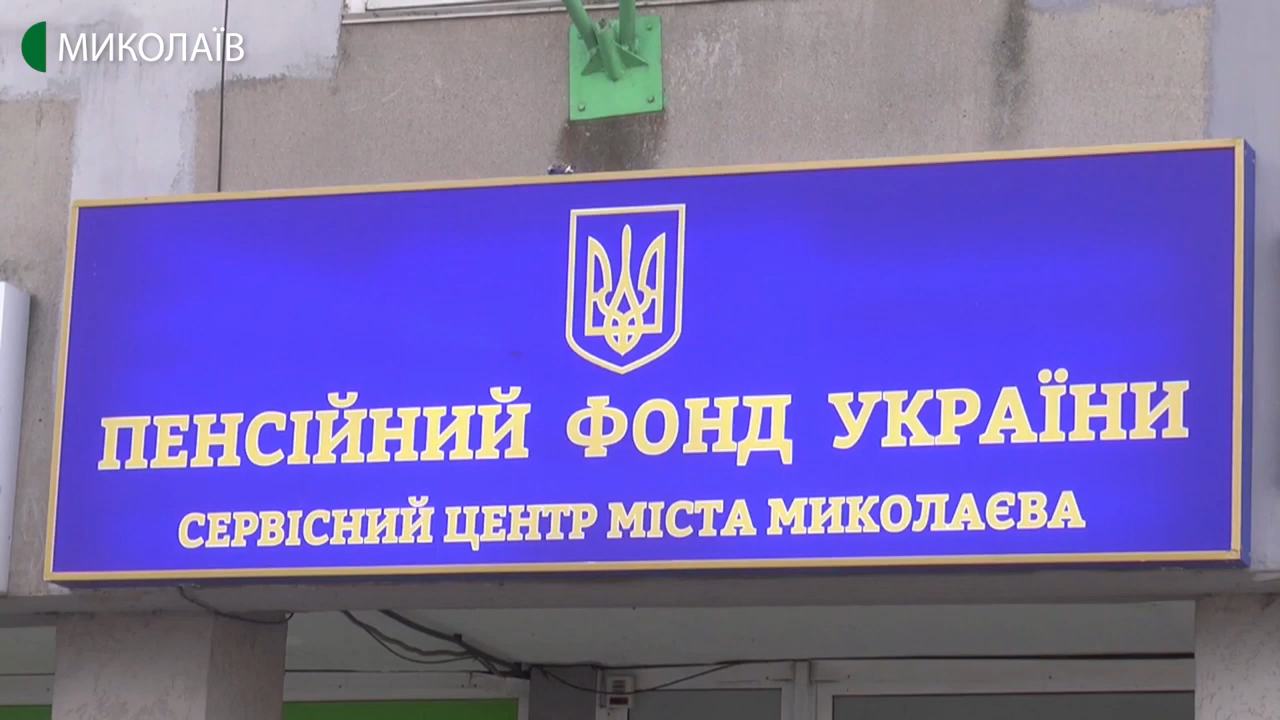 МИКОЛАЇВ
ПЕНСІЙНИЙ ФОНД УКРАЇНИ
СЕРВІСНИЙ ЦЕНТР МІСТА МИКОЛАЄВА